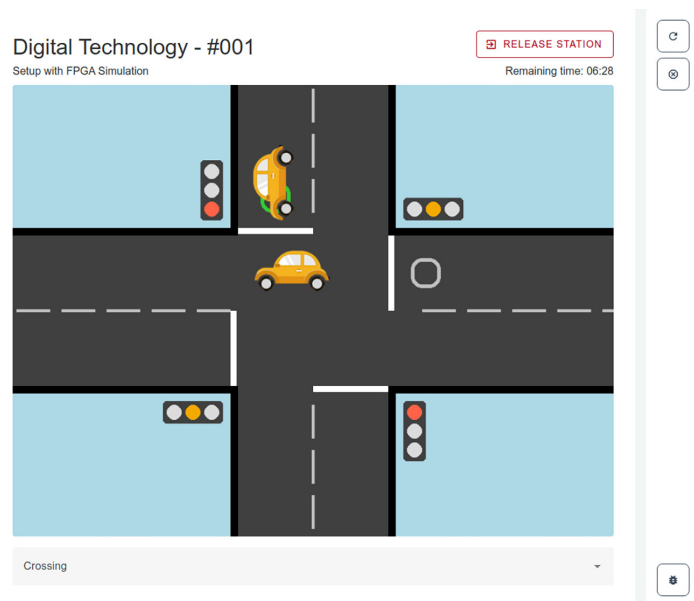 Digital Technology - #001
RELEASE STATION
Setup with FPGA Simulation
Remaining time: 06:28
Crossing